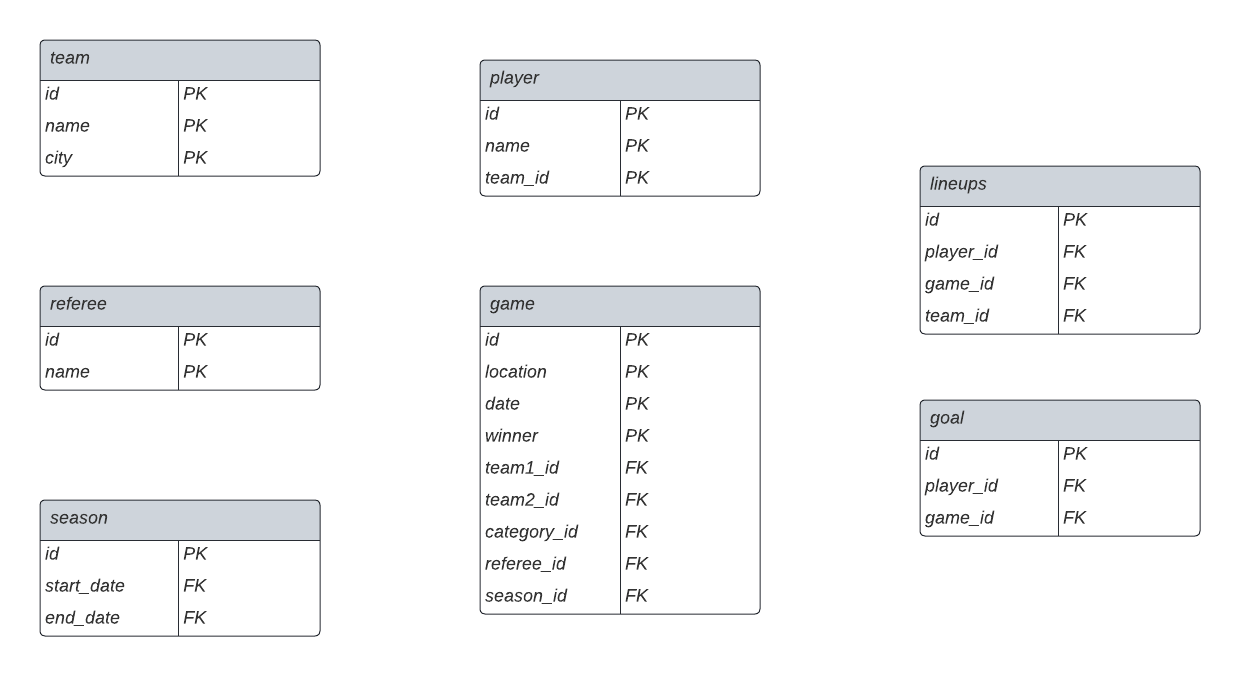 team
id PK
name PK
city PK
player
id PK
name PK
team_id PK
lineups
id PK
player_id FK
game_id FK
team_id FK
referee
id PK
name PK
game
id PK
location PK
date PK
winner PK
team1_id FK
team2_id FK
category_id FK
referee_id FK
season_id FK
goal
id PK
player_id FK
game_id FK
season
id PK
start_date FK
end_date FK